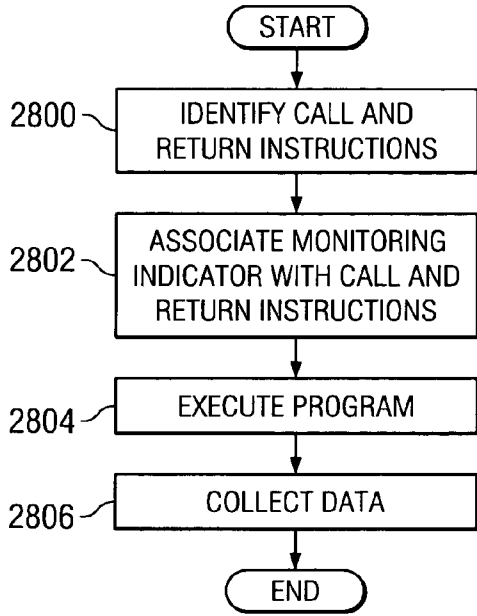 START
2800
IDENTIFY CALL AND
RETURN INSTRUCTIONS
2802
ASSOCIATE MONITORING
INDICATOR WITH CALL AND
RETURN INSTRUCTIONS
2804
EXECUTE PROGRAM
2806
COLLECT DATA
END